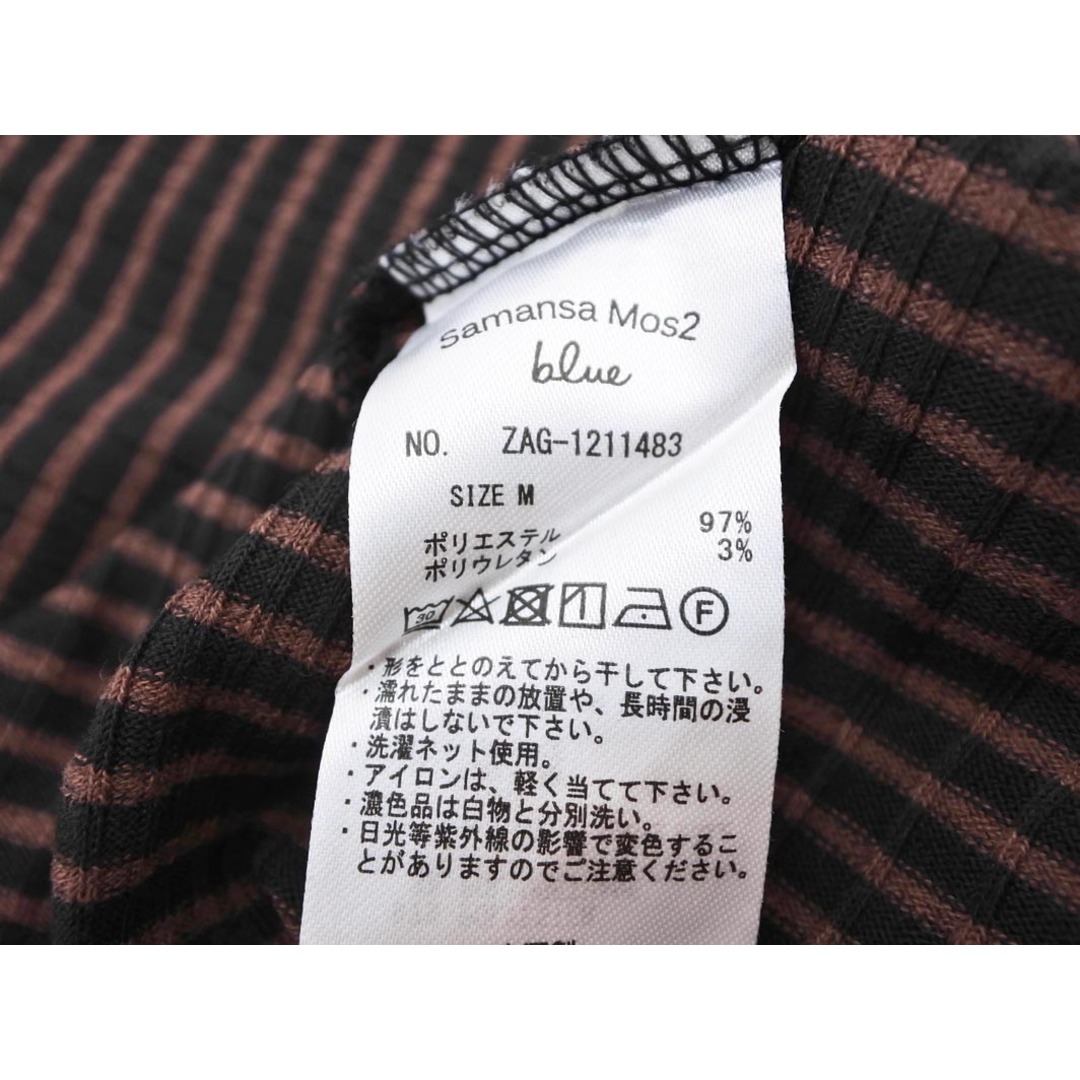 Samansa Mos2
blue
NO. ZAG-1211483
SIZE M
ポリエステル 97%
ポリウレタン 3%
30 F
・形をととのえてから干して下さい。
・濡れたままの放置や、長時間の浸
漬はしないで下さい。
・洗濯ネット使用。
・アイロンは、軽く当てて下さい。
・濃色品は白物と分別洗い。
・日光等紫外線の影響で変色するこ
とがありますのでご注意ください。